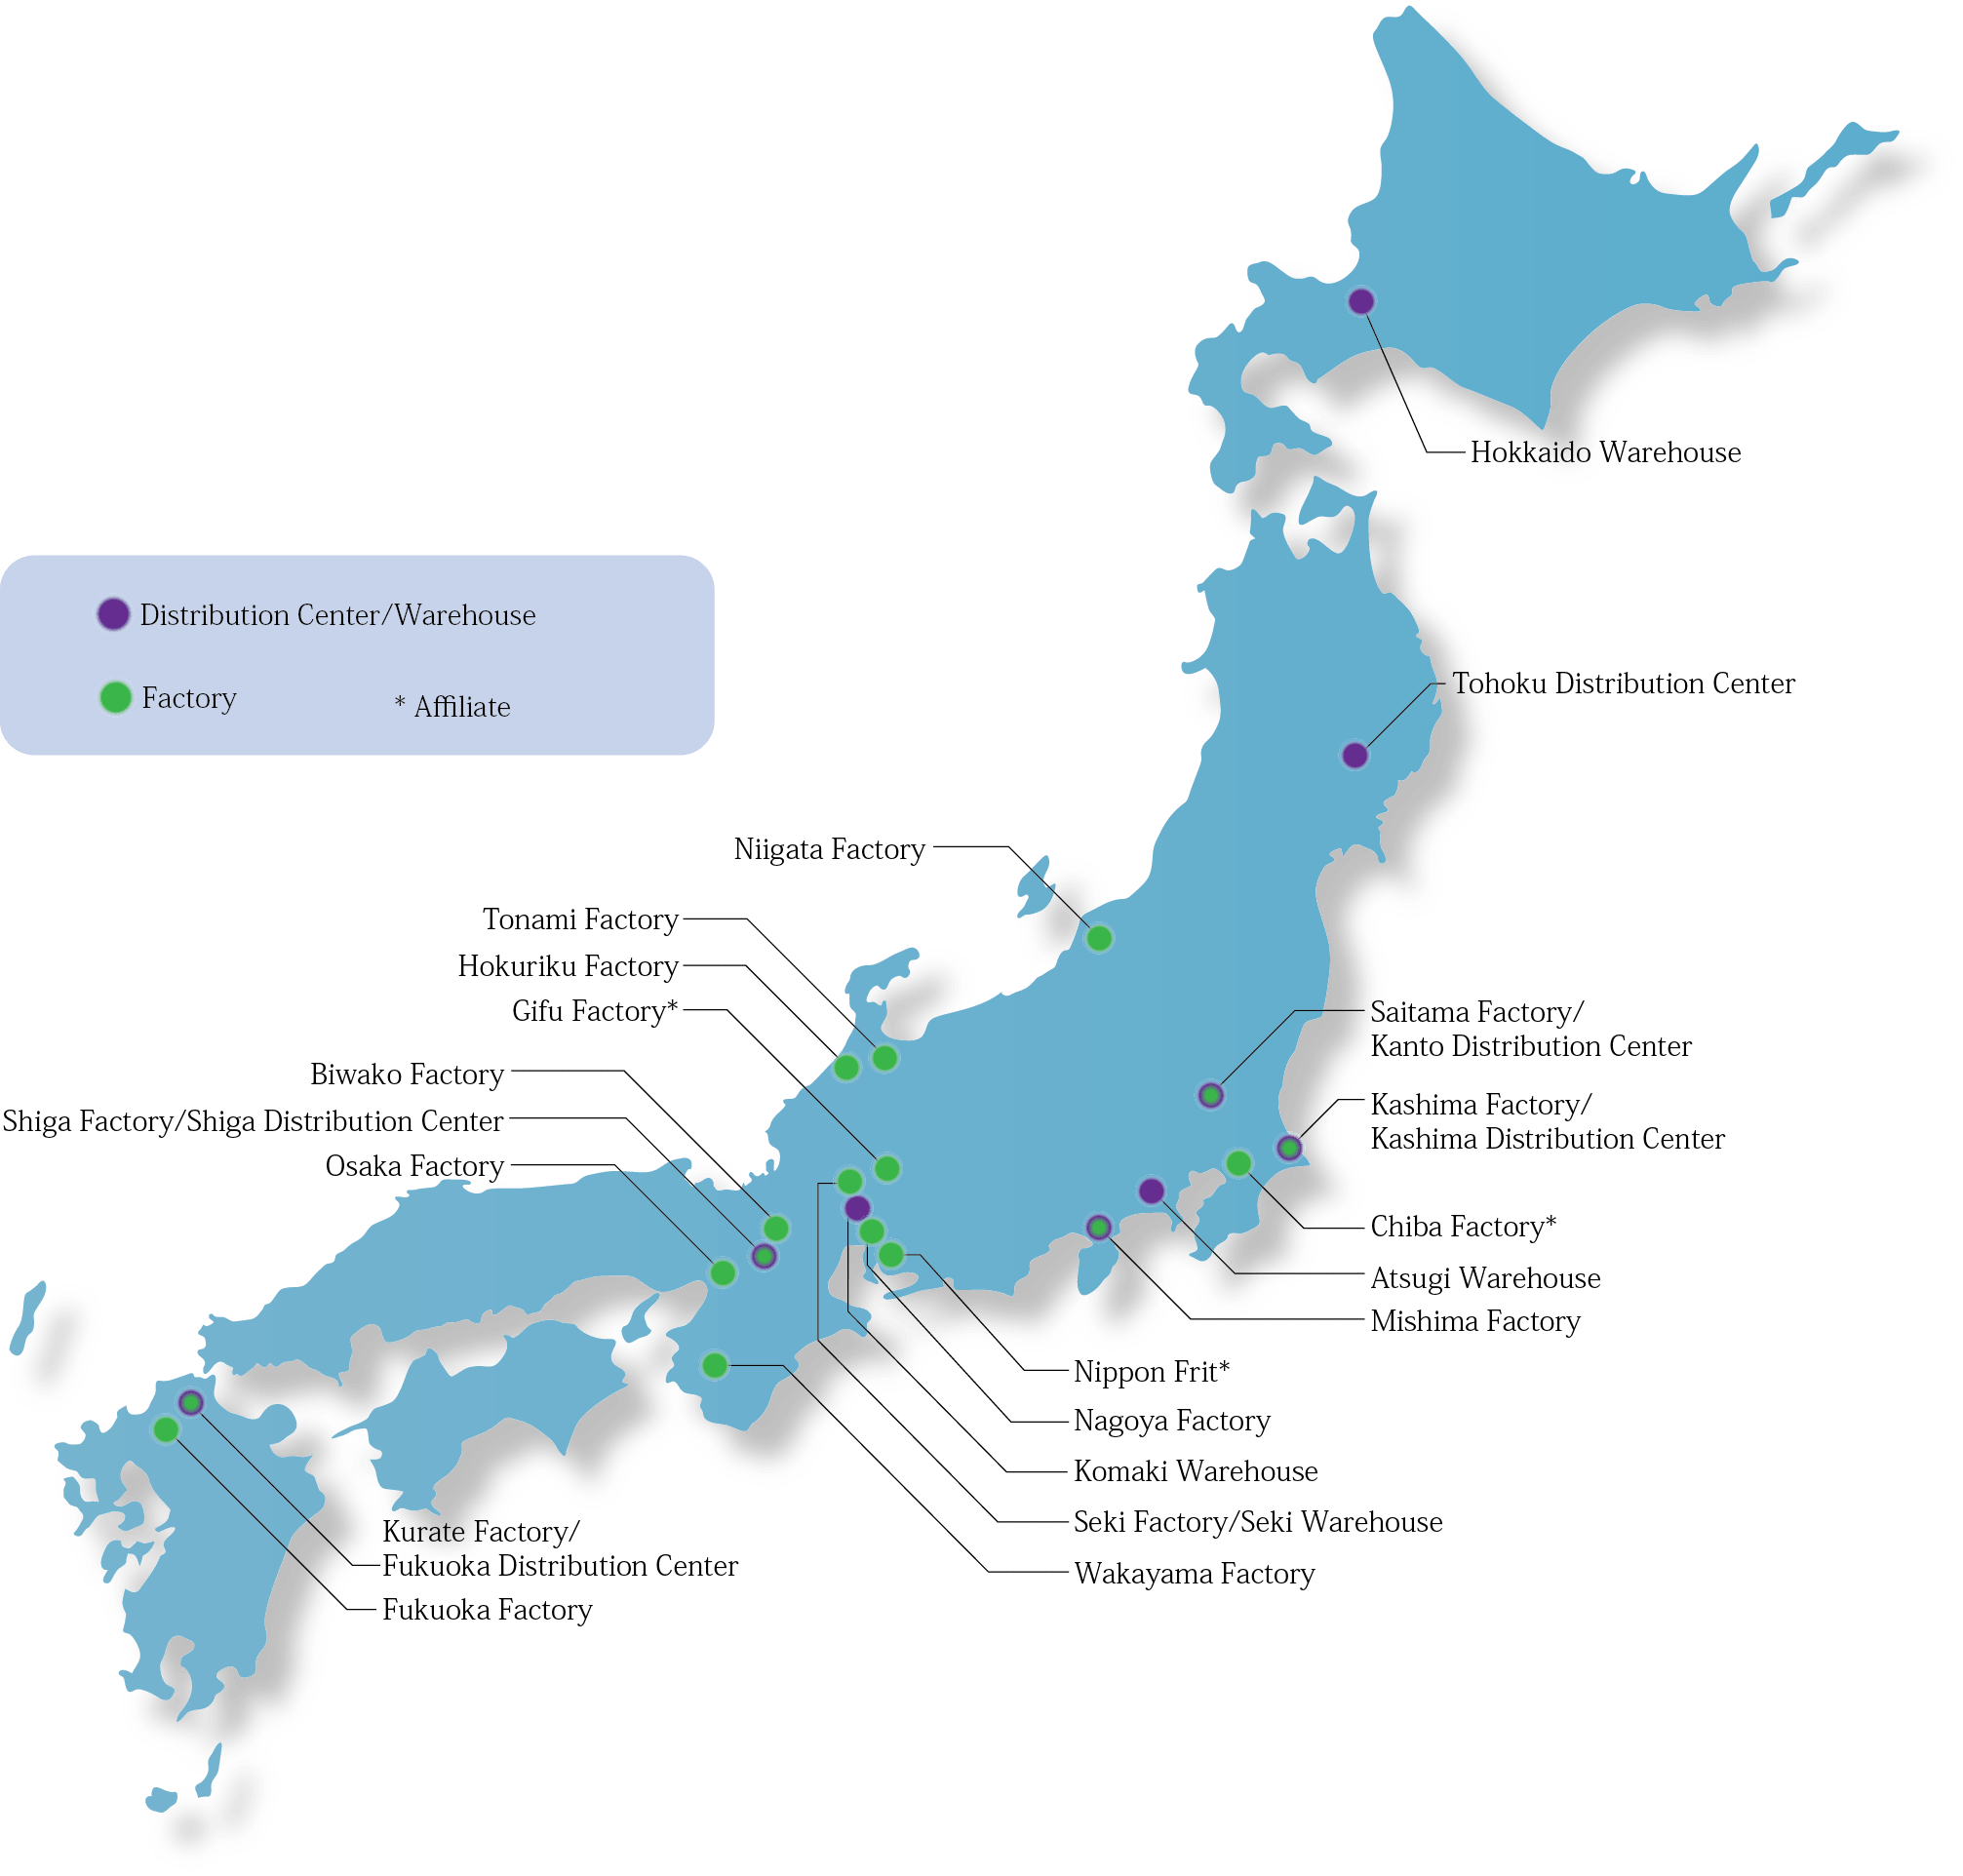 Hokkaido Warehouse
Distribution Center/Warehouse
Factory
* Affiliate
Tohoku Distribution Center
Niigata Factory
Tonami Factory
Hokuriku Factory
Gifu Factory*
Biwako Factory
Shiga Factory/Shiga Distribution Center
Osaka Factory
Saitama Factory/
Kanto Distribution Center
Kashima Factory/
Kashima Distribution Center
Chiba Factory*
Atsugi Warehouse
Mishima Factory
Nippon Frit*
Nagoya Factory
Komaki Warehouse
Seki Factory/Seki Warehouse
Wakayama Factory
Kurate Factory/
Fukuoka Distribution Center
Fukuoka Factory